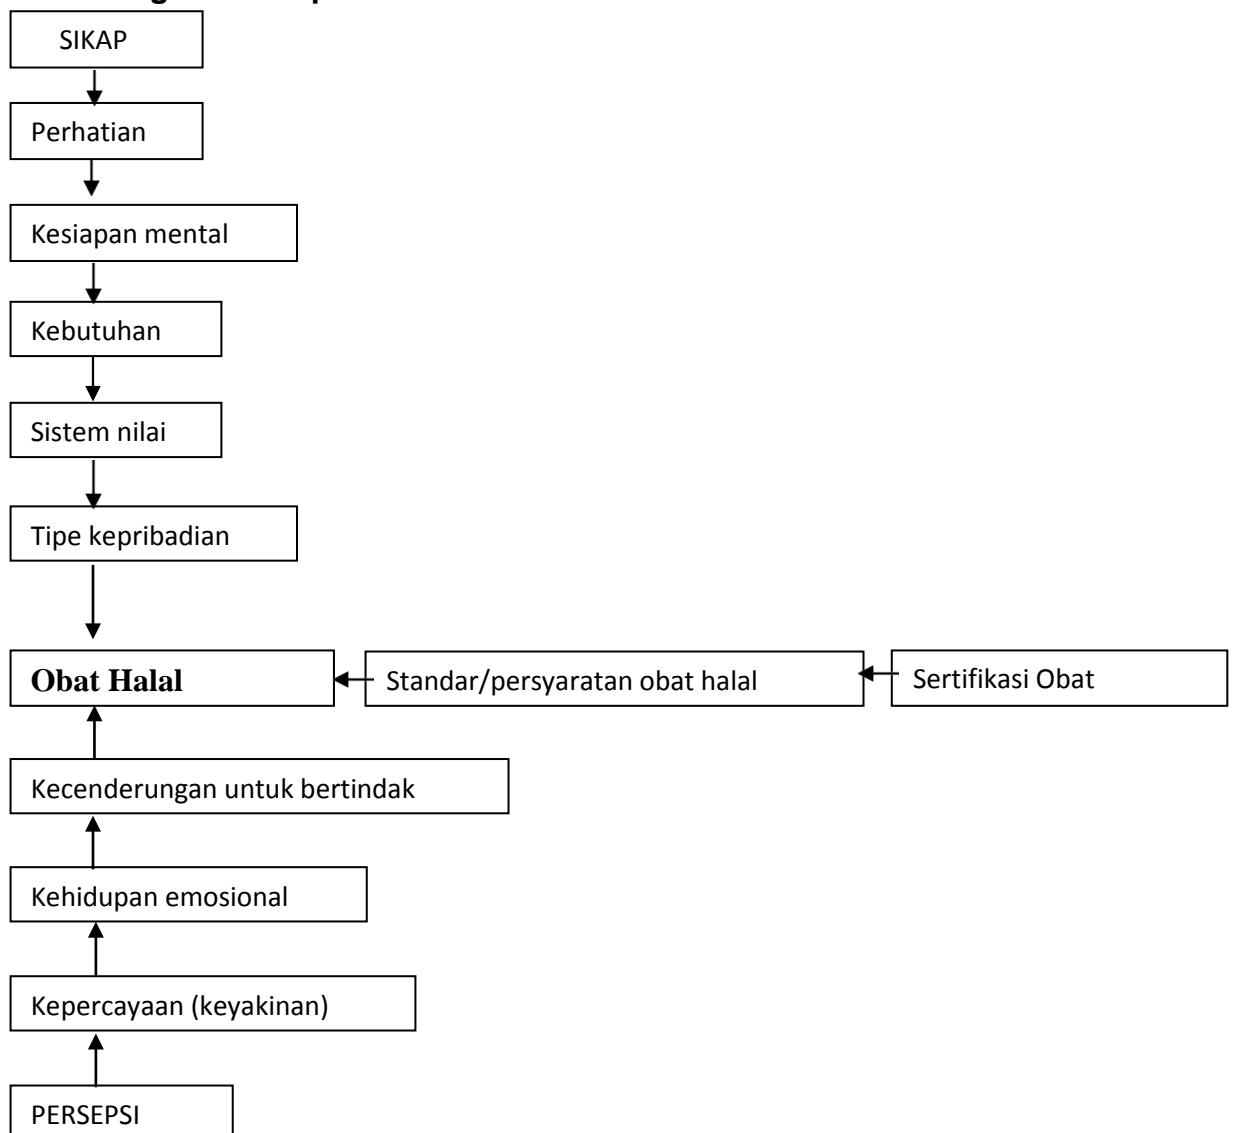 SIKAP
Perhatian
Kesiapan mental
Kebutuhan
Sistem nilai
Tipe kepribadian
Obat Halal
Standar/persyaratan obat halal
Sertifikasi Obat
Kecenderungan untuk bertindak
Kehidupan emosional
Kepercayaan (keyakinan)
PERSEPSI